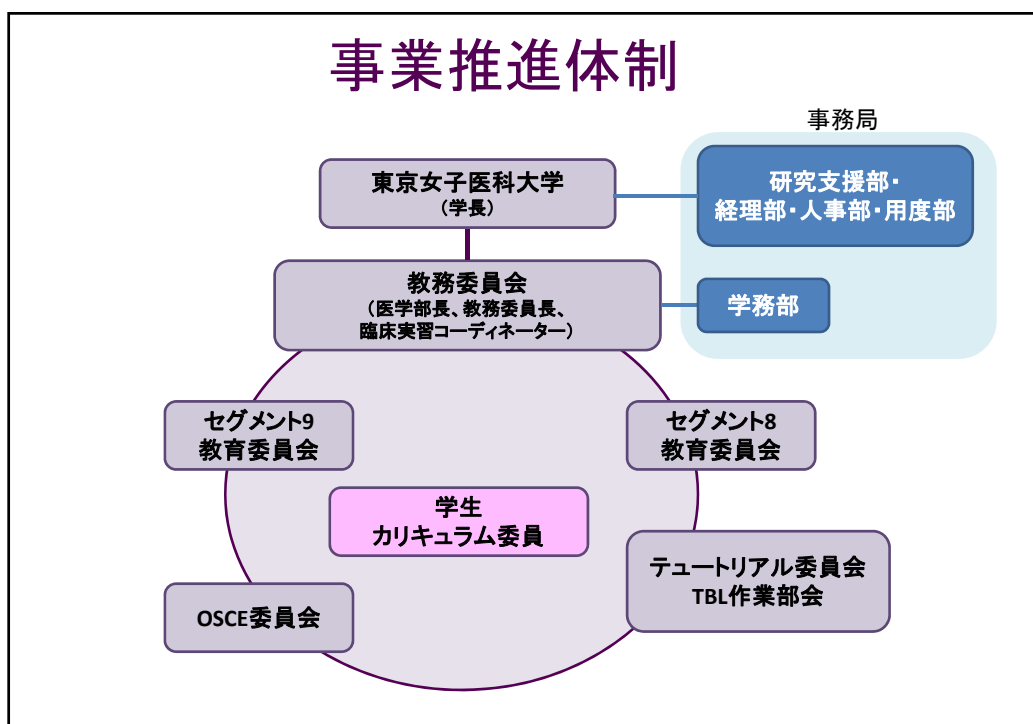 事業推進体制
事務局
東京女子医科大学
（学長）
研究支援部・
経理部・人事部・用度部
教務委員会
（医学部長、教務委員長、
臨床実習コーディネーター）
学務部
セグメント9
教育委員会
セグメント8
教育委員会
学生
カリキュラム委員
テュートリアル委員会
TBL作業部会
OSCE委員会